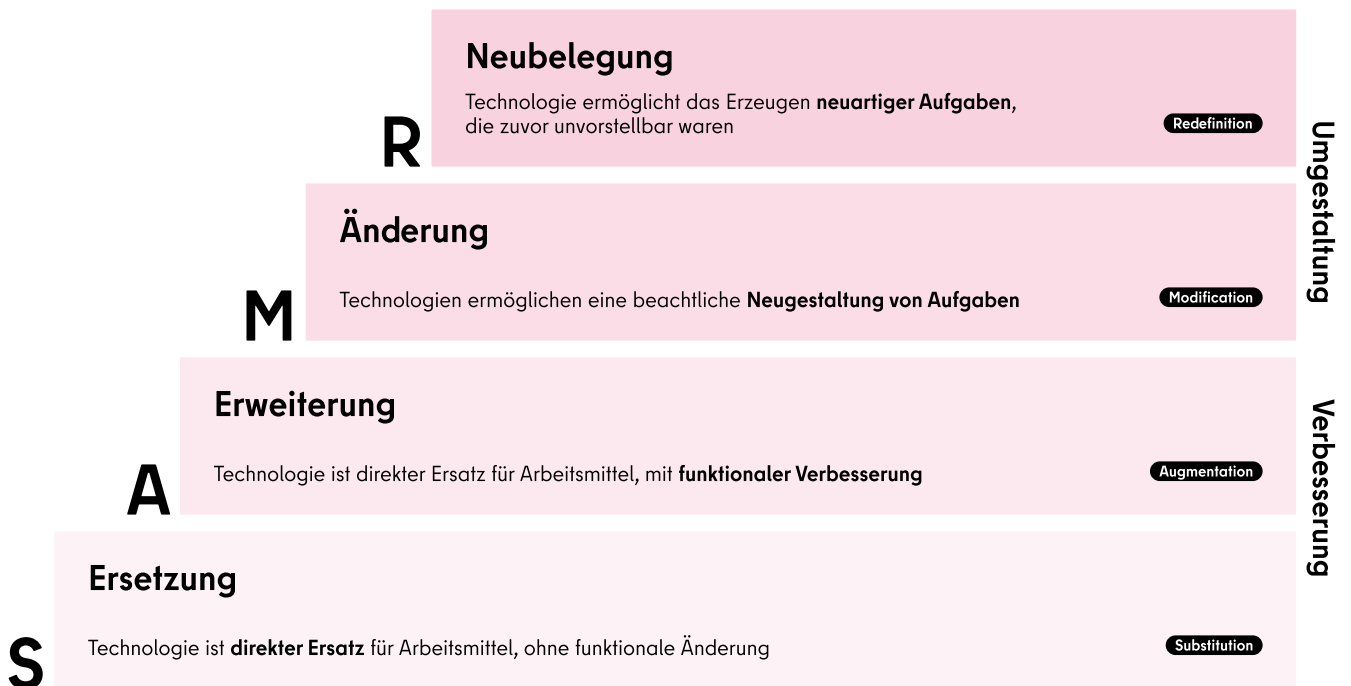 Neubelegung
Technologie ermöglicht das Erzeugen neuartiger Aufgaben,
die zuvor unvorstellbar waren
Redefinition
R
Änderung
Technologien ermöglichen eine beachtliche Neugestaltung von Aufgaben
Modification
M
Umgestaltung
Erweiterung
Technologie ist direkter Ersatz für Arbeitsmittel, mit funktionaler Verbesserung
Augmentation
A
Ersetzung
Technologie ist direkter Ersatz für Arbeitsmittel, ohne funktionale Änderung
Substitution
S
Verbesserung